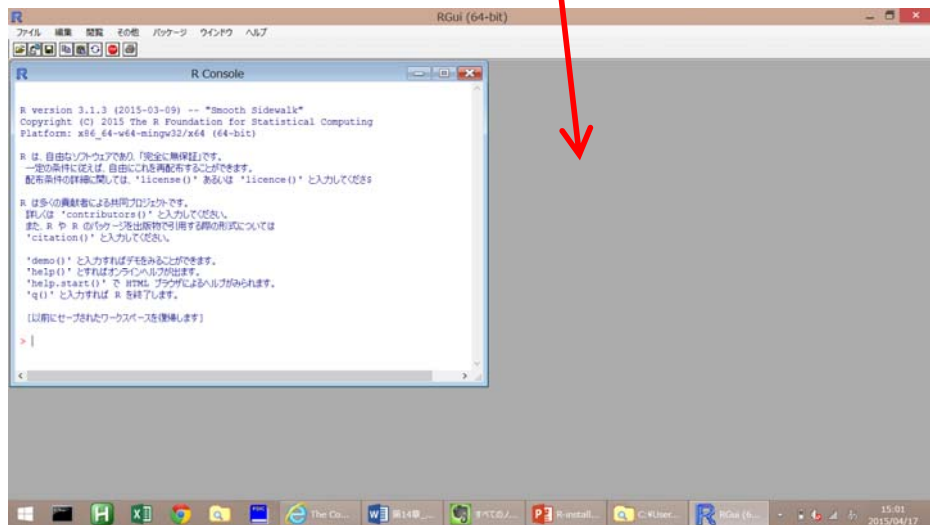 RGui (64-bit)
ファイル 編集 閲覧 その他 パッケージ ウインドウ ヘルプ
R Console
R version 3.1.3 (2015-03-09) -- "Smooth Sidewalk"
Copyright (C) 2015 The R Foundation for Statistical Computing
Platform: x86_64-w64-mingw32/x64 (64-bit)
R は、自由なソフトウェアであり、「完全に無保証」です。
一定の条件に従えば、自由にこれを再配布することができます。
配布条件の詳細に関しては、'license()' あるいは 'licence()' と入力してくださ
R は多くの貢献者による共同プロジェクトです。
詳しくは 'contributors()' と入力してください。
また、R や R のパッケージを出版物で引用する際の形式については
'citation()' と入力してください。
'demo()' と入力すればデモをみることができます。
'help()' とすればオンラインヘルプが出ます。
'help.start()' で HTML ブラウザによるヘルプがみられます。
'q()' と入力すれば R を終了します。
[以前にセーブされたワークスペースを復帰します]
>
The Co... 第14章_... すべてのノ... R-install... C:¥User... RGui (6...
15:01
2015/04/17